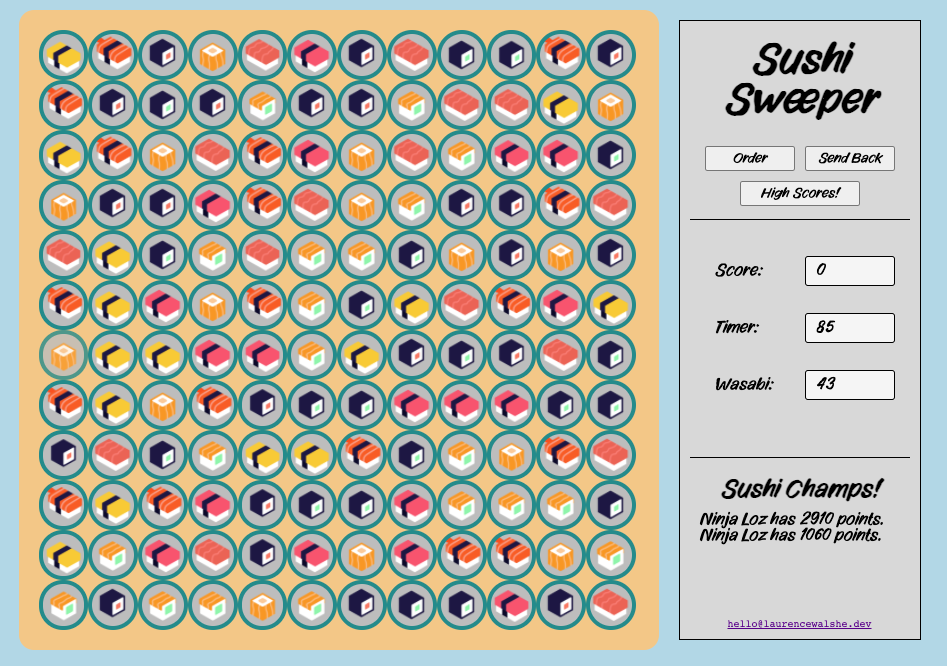 Sushi
Sweeper
Order
Send Back
High Scores!
Score:
0
Timer:
85
Wasabi:
43
Sushi Champs!
Ninja Loz has 2910 points.
Ninja Loz has 1060 points.
hello@laurencewalshe.dev